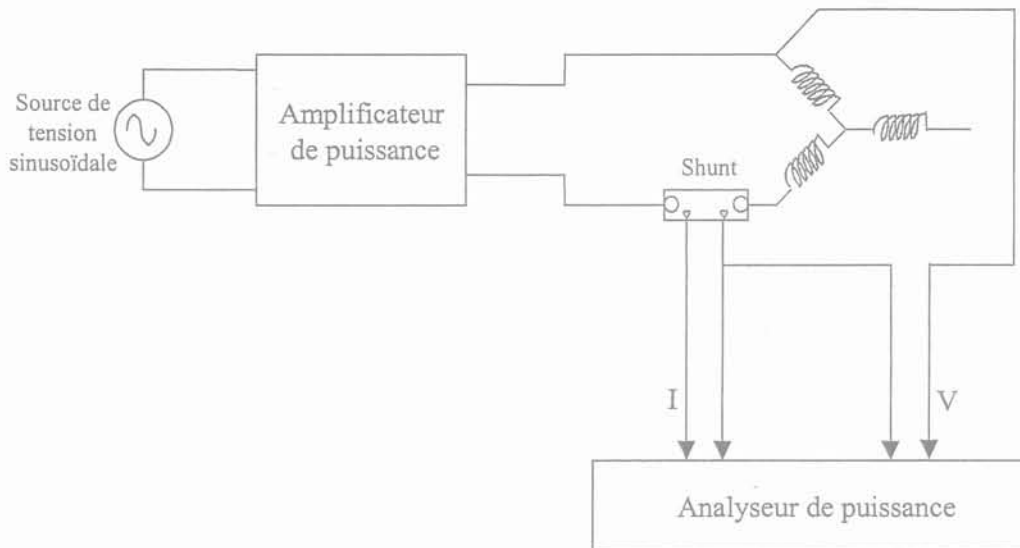 Source de
tension
sinusoïdale
Amplificateur
de puissance
Shunt
I
V
Analyseur de puissance